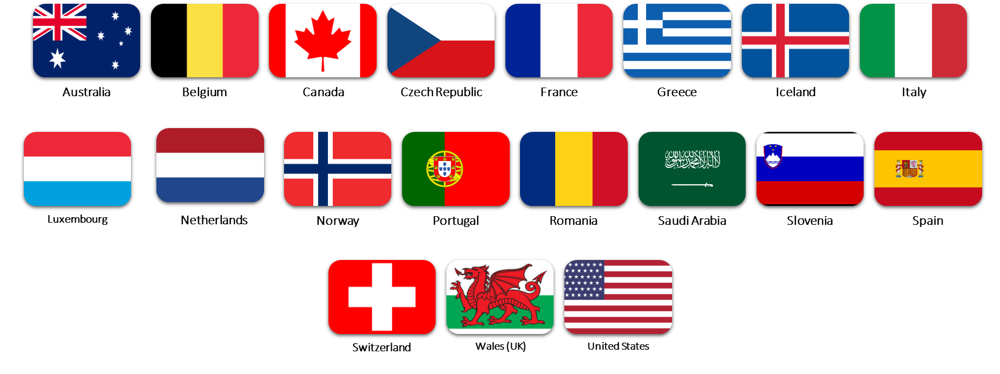 Australia
Belgium
Canada
Czech Republic
France
Greece
Iceland
Italy
Luxembourg
Netherlands
Norway
Portugal
Romania
Saudi Arabia
Slovenia
Spain
Switzerland
Wales (UK)
United States